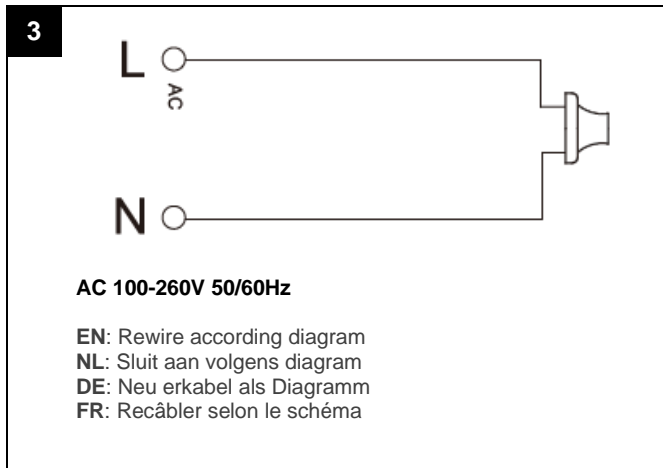 3
L
AC
N
AC 100-260V 50/60Hz
EN: Rewire according diagram
NL: Sluit aan volgens diagram
DE: Neu erkabel als Diagramm
FR: Recâbler selon le schéma